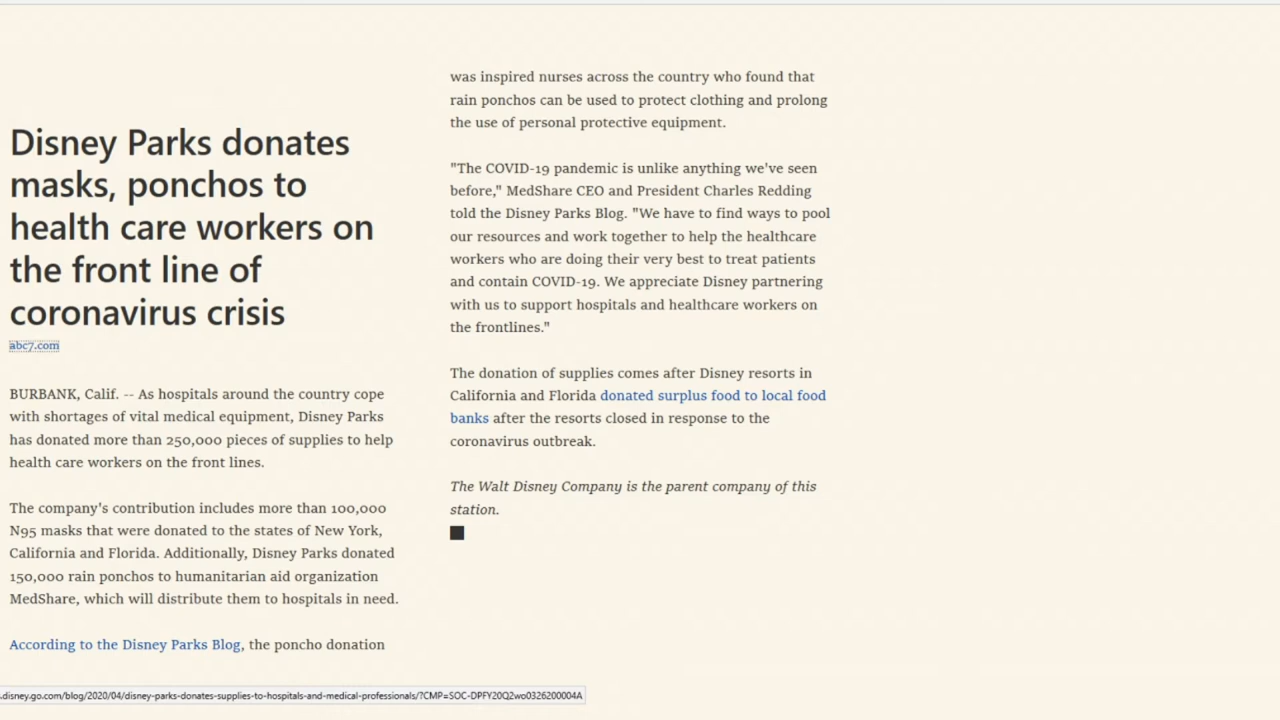 Disney Parks donates
masks, ponchos to
health care workers on
the front line of
coronavirus crisis
abc7.com
BURBANK, Calif. -- As hospitals around the country cope
with shortages of vital medical equipment, Disney Parks
has donated more than 250,000 pieces of supplies to help
health care workers on the front lines.
The company's contribution includes more than 100,000
N95 masks that were donated to the states of New York,
California and Florida. Additionally, Disney Parks donated
150,000 rain ponchos to humanitarian aid organization
MedShare, which will distribute them to hospitals in need.
According to the Disney Parks Blog, the poncho donation
was inspired nurses across the country who found that
rain ponchos can be used to protect clothing and prolong
the use of personal protective equipment.
"The COVID-19 pandemic is unlike anything we've seen
before," MedShare CEO and President Charles Redding
told the Disney Parks Blog. "We have to find ways to pool
our resources and work together to help the healthcare
workers who are doing their very best to treat patients
and contain COVID-19. We appreciate Disney partnering
with us to support hospitals and healthcare workers on
the frontlines."
The donation of supplies comes after Disney resorts in
California and Florida donated surplus food to local food
banks after the resorts closed in response to the
coronavirus outbreak.
The Walt Disney Company is the parent company of this
station.
.disney.go.com/blog/2020/04/disney-parks-donates-supplies-to-hospitals-and-medical-professionals/?CMP=SOC-DPFY20Q2wo0326200004A